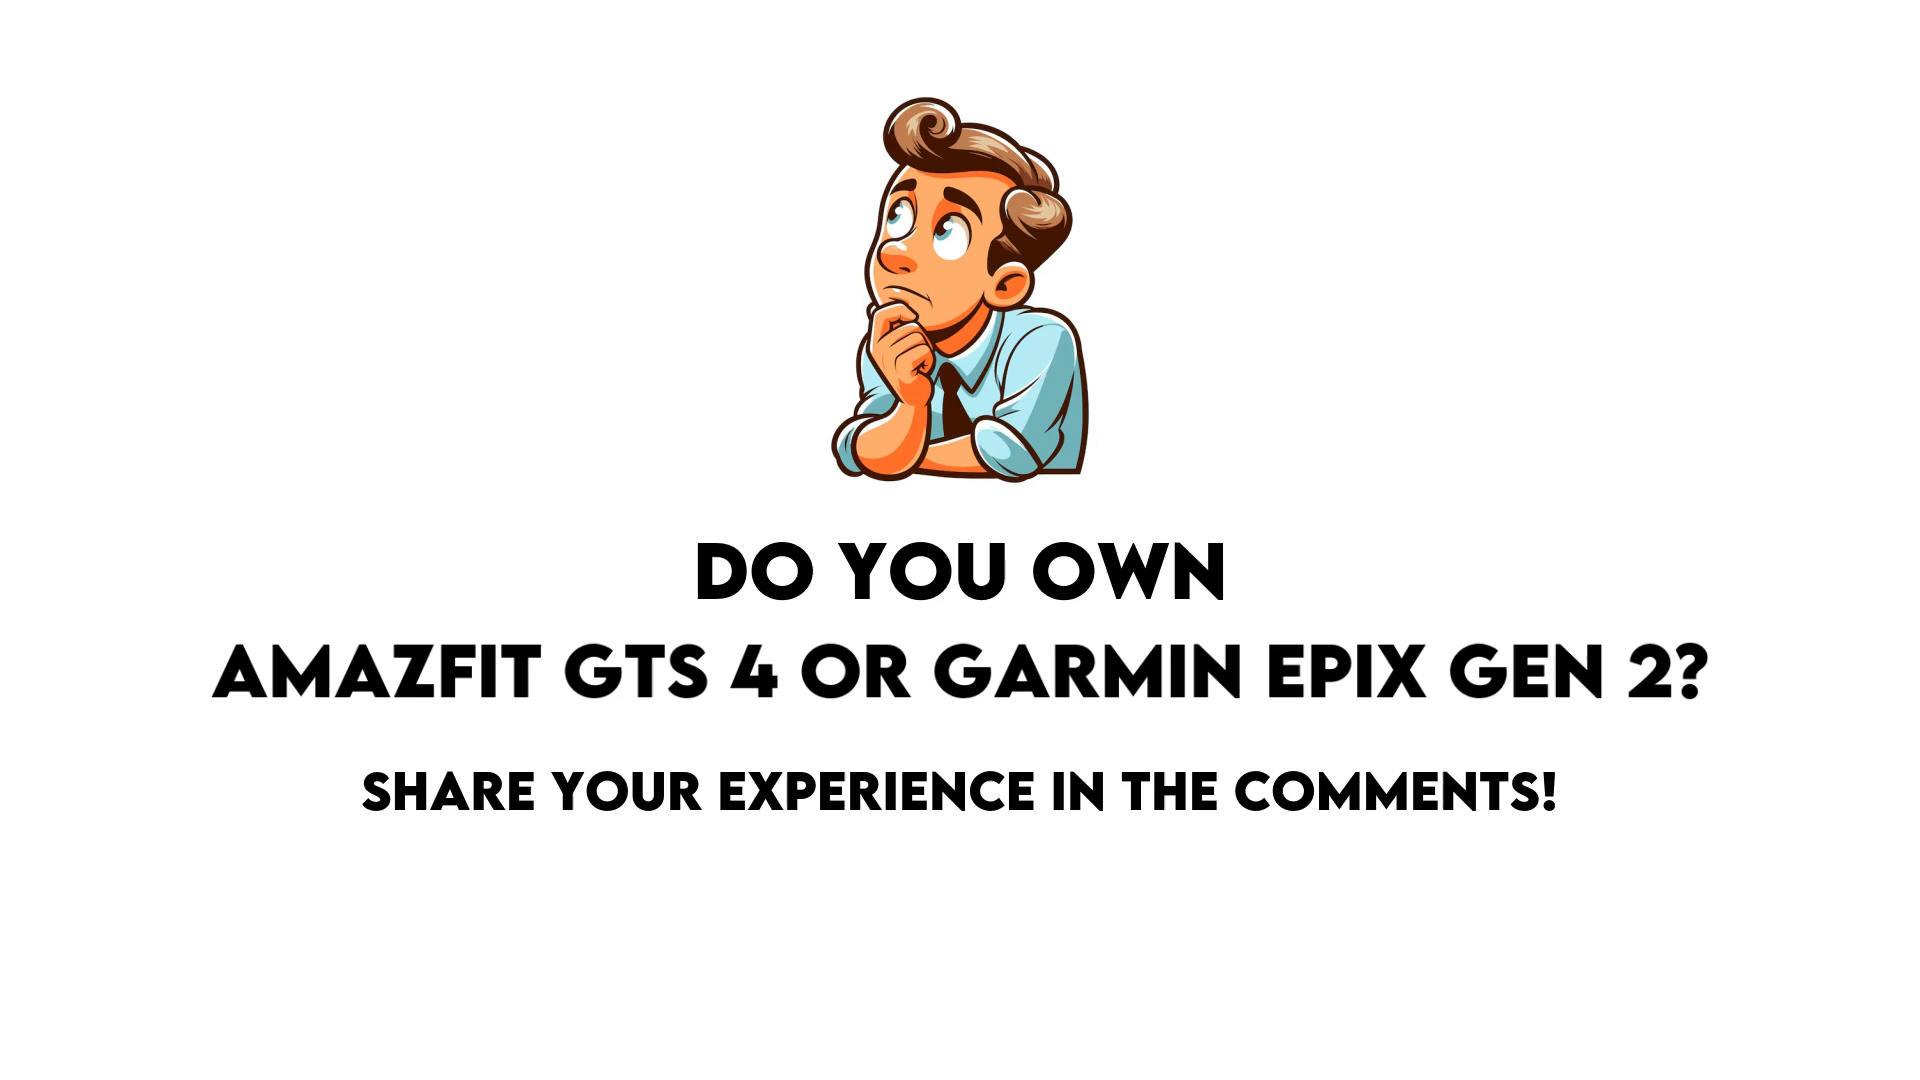 DO YOU OWN
AMAZFIT GTS 4 OR GARMIN EPIX GEN 2?
SHARE YOUR EXPERIENCE IN THE COMMENTS!